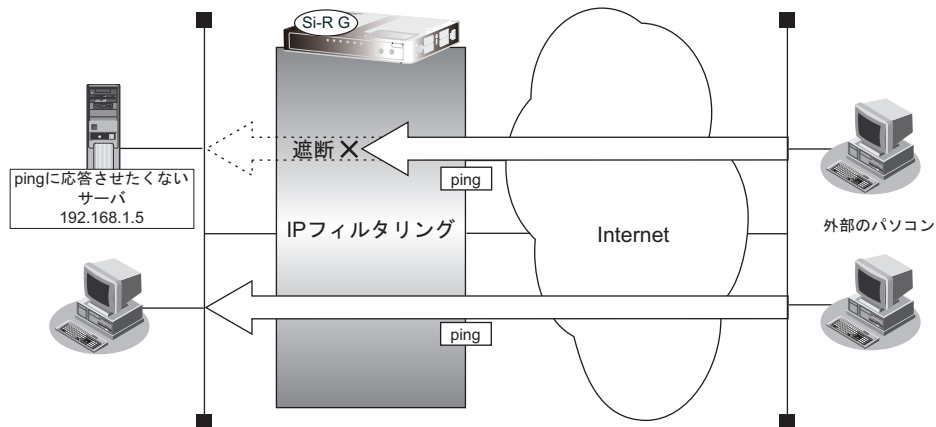 Si-R G
遮断
ping
pingに応答させたくない
サーバ
192.168.1.5
IPフィルタリング
Internet
外部のパソコン
ping